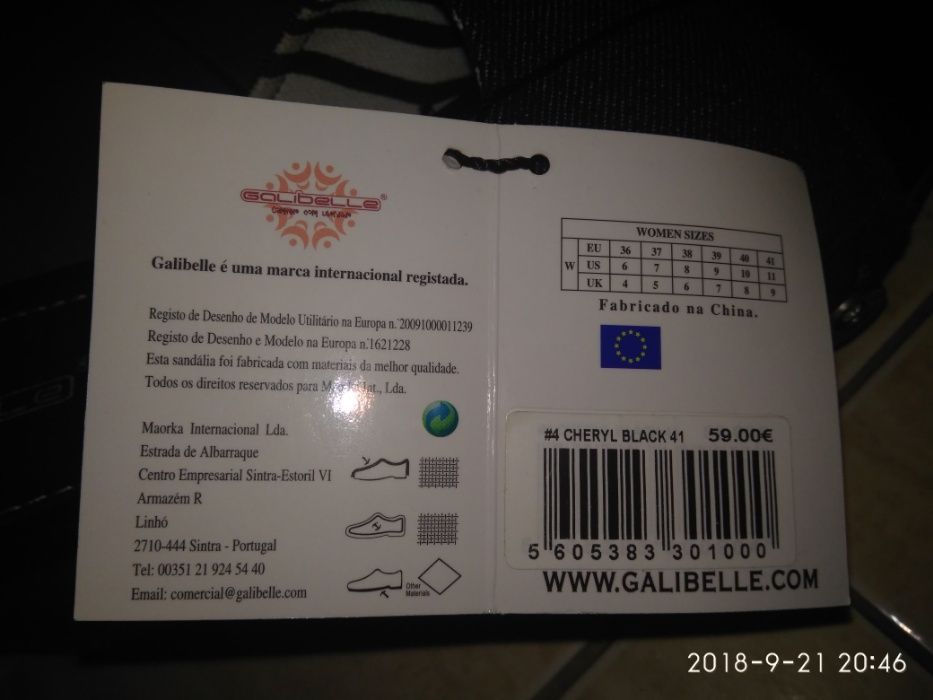 GALIBELLE®
Galibelle é uma marca internacional registada.
Registo de Desenho de Modelo Utilitário na Europa n.º20091000011239
Registo de Desenho e Modelo na Europa n.º1621228
Esta sandália foi fabricada com materiais da melhor qualidade.
Todos os direitos reservados para Int., Lda.
Maorka Internacional Lda.
Estrada de Albarraque
Centro Empresarial Sintra-Estoril VI
Armazém R
Linhó
2710-444 Sintra - Portugal
Tel: 00351 21 924 54 40
Email: comercial@galibelle.com
Other
Materials
WOMEN SIZES
W
EU 36 37 38 39 40 41
US 6 7 8 9 10 11
UK 4 5 6 7 8 9
Fabricado na China.
#4 CHERYL BLACK 41 59.00€
5 605383 301000
WWW.GALIBELLE.COM
2018-9-21 20:46